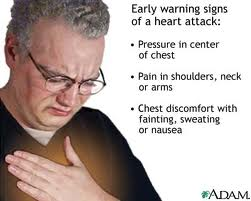 Early warning signs
of a heart attack:
• Pressure in center
of chest
• Pain in shoulders, neck
or arms
• Chest discomfort with
fainting, sweating
or nausea
ADAM